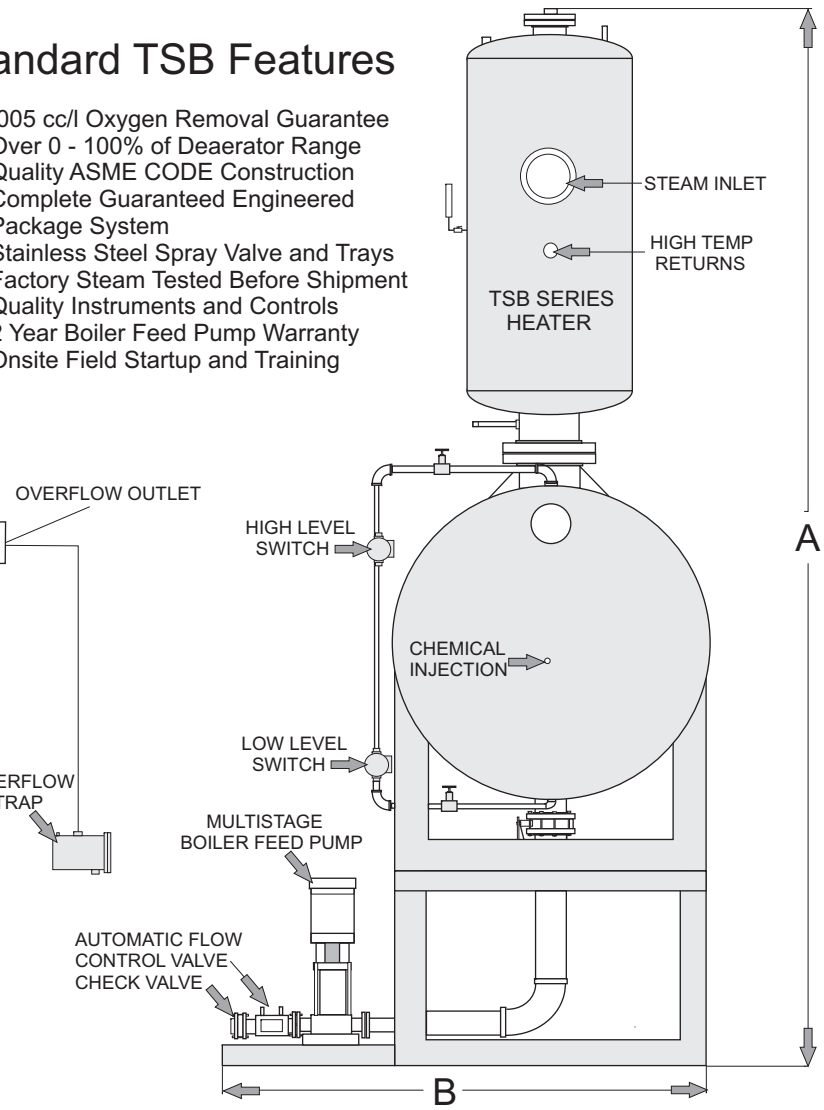 andard TSB Features
005 cc/l Oxygen Removal Guarantee
Over 0 - 100% of Deaerator Range
Quality ASME CODE Construction
Complete Guaranteed Engineered
Package System
Stainless Steel Spray Valve and Trays
Factory Steam Tested Before Shipment
Quality Instruments and Controls
2 Year Boiler Feed Pump Warranty
Onsite Field Startup and Training
STEAM INLET
HIGH TEMP
RETURNS
TSB SERIES
HEATER
OVERFLOW OUTLET
HIGH LEVEL
SWITCH
A
CHEMICAL
INJECTION
LOW LEVEL
SWITCH
ERFLOW
TRAP
MULTISTAGE
BOILER FEED PUMP
AUTOMATIC FLOW
CONTROL VALVE
CHECK VALVE
B